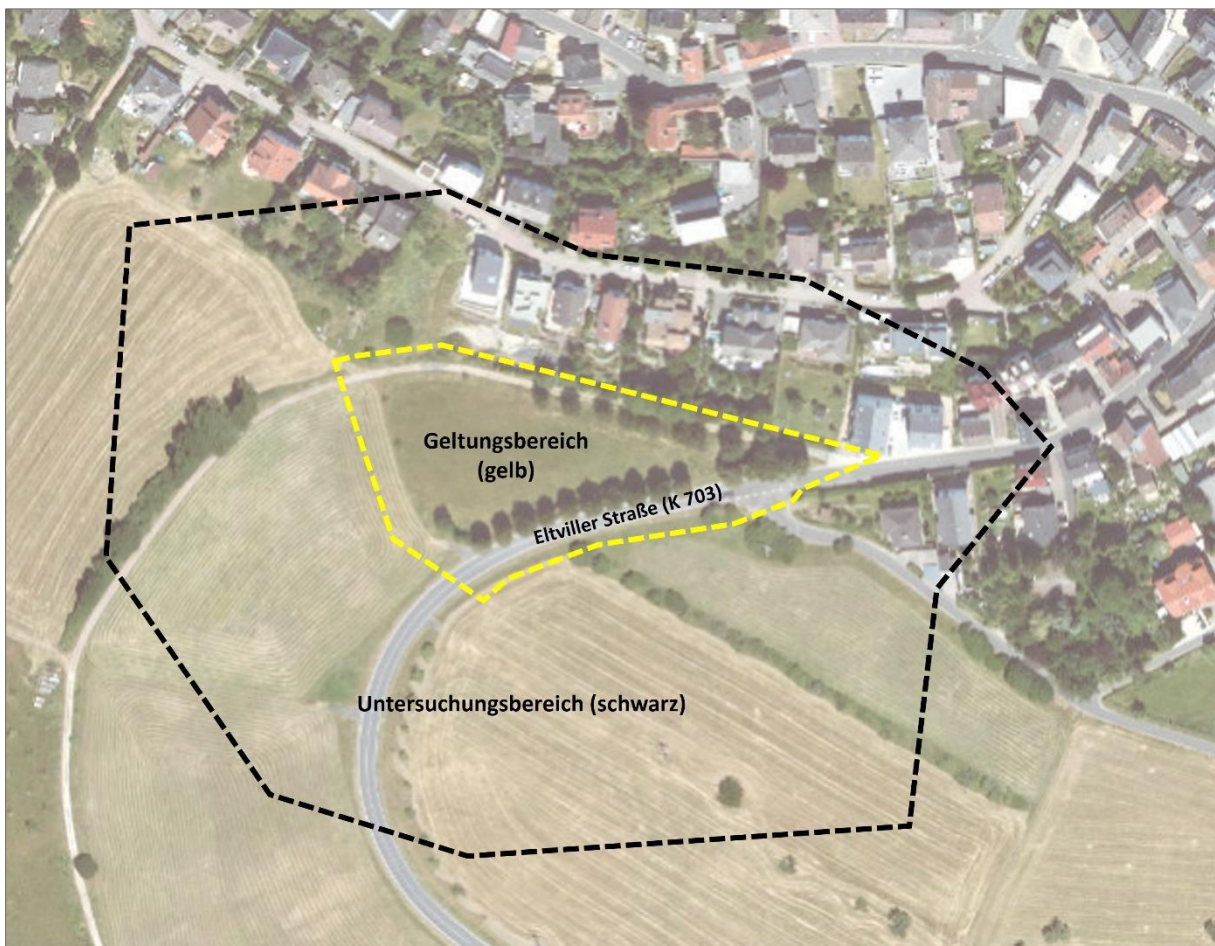 Geltungsbereich
(gelb)
Eltviller Straße (K 703)
Untersuchungsbereich (schwarz)